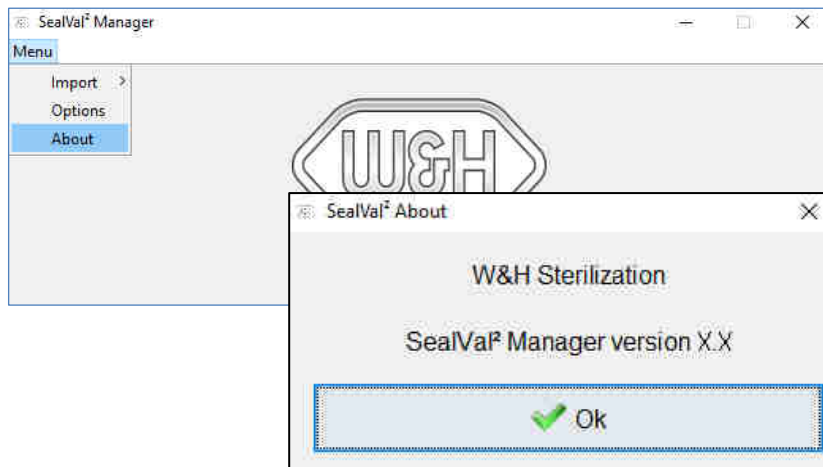 SealVal² Manager
Menu
Import
Options
About
W&H
SealVal² About
W&H Sterilization
SealVal² Manager version X.X
Ok